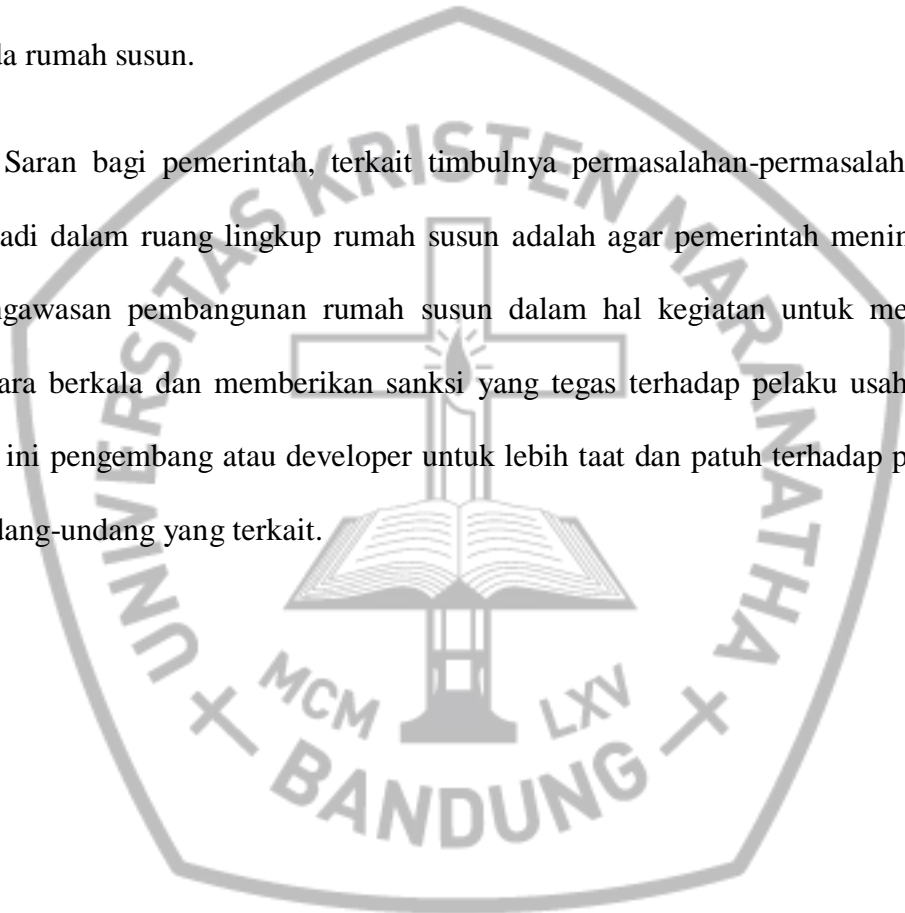 da rumah susun.
Saran bagi pemerintah, terkait timbulnya permasalahan-permasalah
adi dalam ruang lingkup rumah susun adalah agar pemerintah menin
ngawasan pembangunan rumah susun dalam hal kegiatan untuk me
ara berkala dan memberikan sanksi yang tegas terhadap pelaku usah
ini pengembang atau developer untuk lebih taat dan patuh terhadap p
dang-undang yang terkait.
UNIVERSITAS KRISTEN MARANATHA
MCM LXV
BANDUNG